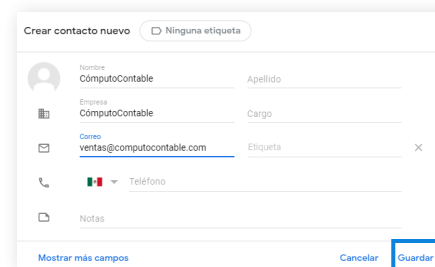 Crear contacto nuevo Ninguna etiqueta
Nombre
CómputoContable Apellido
Empresa
CómputoContable Cargo
Correo
ventas@computocontable.com Etiqueta
Teléfono
Notas
Mostrar más campos Cancelar Guardar